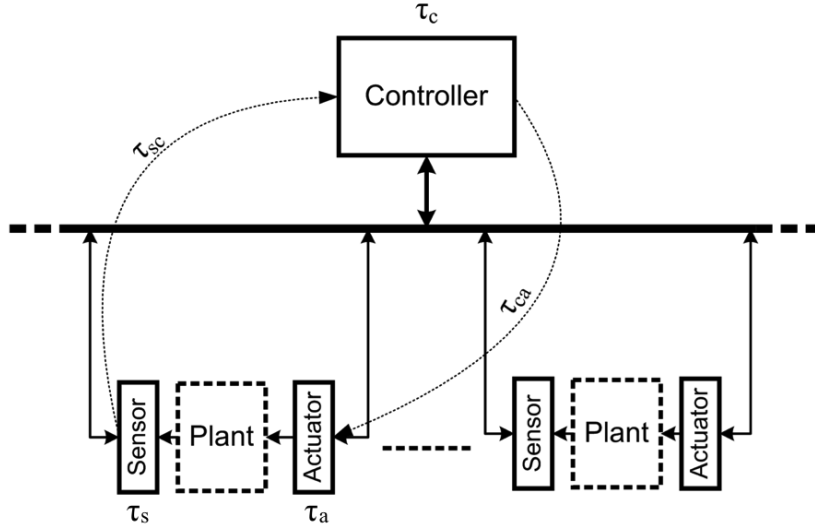 τc
Controller
τsc
τca
Sensor
Plant
Actuator
Sensor
Plant
Actuator
τs
τa